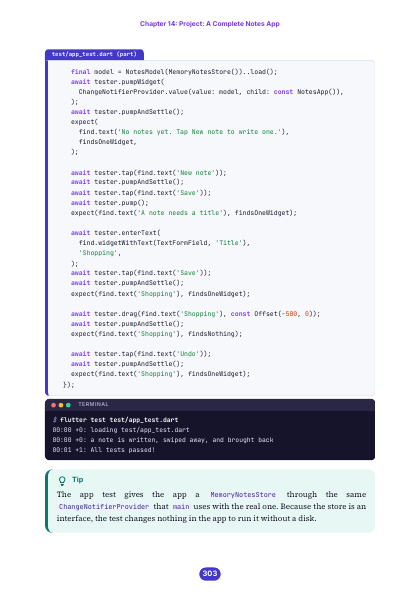 Chapter 14: Project: A Complete Notes App
test/app_test.dart (part)
final model = NotesModel(MemoryNotesStore())..load();
await tester.pumpWidget(
ChangeNotifierProvider.value(value: model, child: const NotesApp()),
);
await tester.pumpAndSettle();
expect(
find.text('No notes yet. Tap New note to write one.'),
findsOneWidget,
);
await tester.tap(find.text('New note'));
await tester.pumpAndSettle();
await tester.tap(find.text('Save'));
await tester.pump();
expect(find.text('A note needs a title'), findsOneWidget);
await tester.enterText(
find.widgetWithText(TextFormField, 'Title'),
'Shopping',
);
await tester.tap(find.text('Save'));
await tester.pumpAndSettle();
expect(find.text('Shopping'), findsOneWidget);
await tester.drag(find.text('Shopping'), const Offset(-500, 0));
await tester.pumpAndSettle();
expect(find.text('Shopping'), findsNothing);
await tester.tap(find.text('Undo'));
await tester.pumpAndSettle();
expect(find.text('Shopping'), findsOneWidget);
});
TERMINAL
$ flutter test test/app_test.dart
00:00 +0: loading test/app_test.dart
00:00 +0: a note is written, swiped away, and brought back
00:01 +1: All tests passed!
Tip
The app test gives the app a MemoryNotesStore through the same
ChangeNotifierProvider that main uses with the real one. Because the store is an
interface, the test changes nothing in the app to run it without a disk.
303